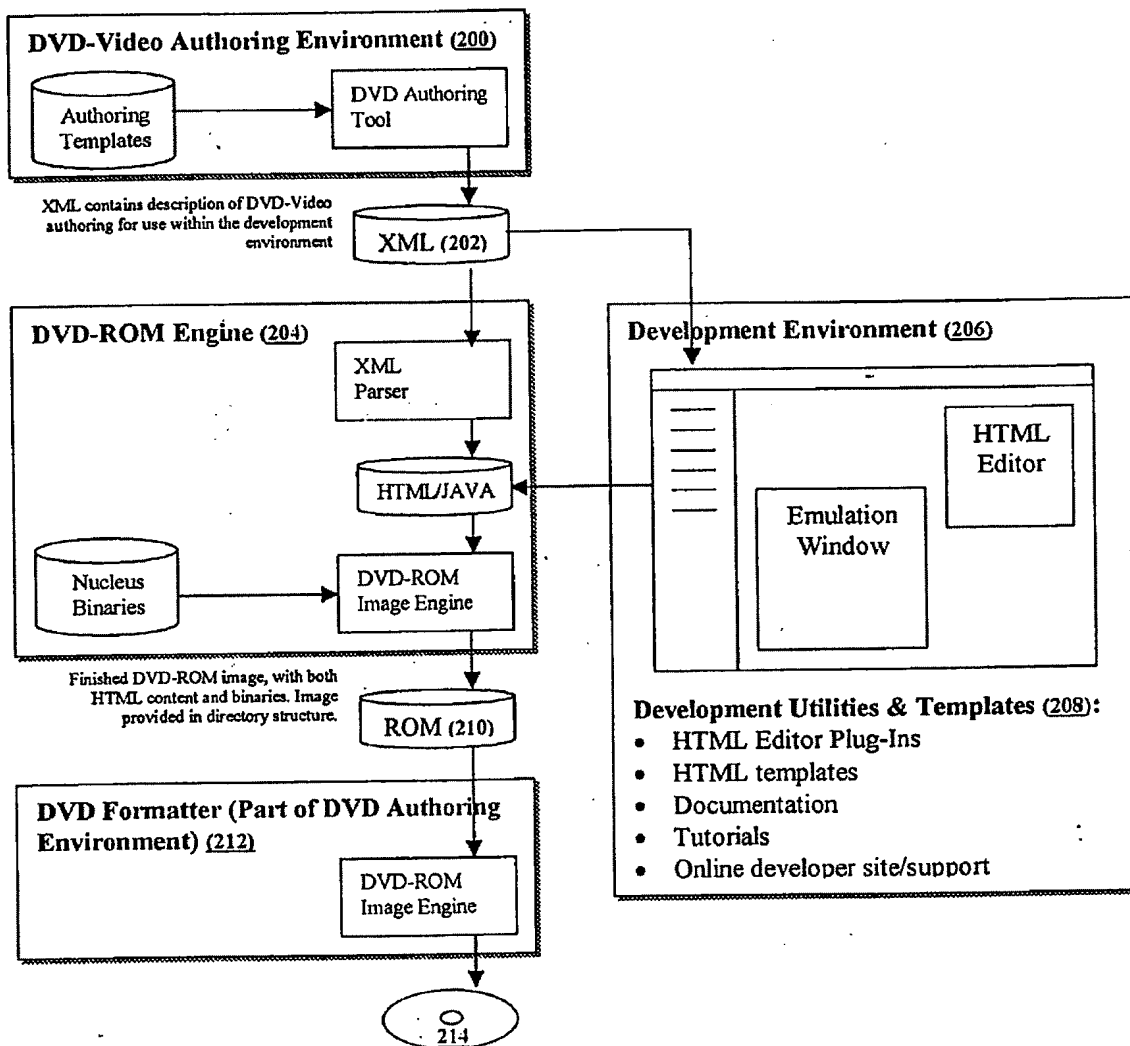 DVD-Video Authoring Environment (200)
Authoring
Templates
DVD Authoring
Tool
XML contains description of DVD-Video
authoring for use within the development
environment
XML (202)
DVD-ROM Engine (204)
XML
Parser
HTML/JAVA
Nucleus
Binaries
DVD-ROM
Image Engine
Finished DVD-ROM image, with both
HTML content and binaries. Image
provided in directory structure.
ROM (210)
DVD Formatter (Part of DVD Authoring
Environment) (212)
DVD-ROM
Image Engine
214
Development Environment (206)
HTML
Editor
Emulation
Window
Development Utilities & Templates (208):
• HTML Editor Plug-Ins
• HTML templates
• Documentation
• Tutorials
• Online developer site/support